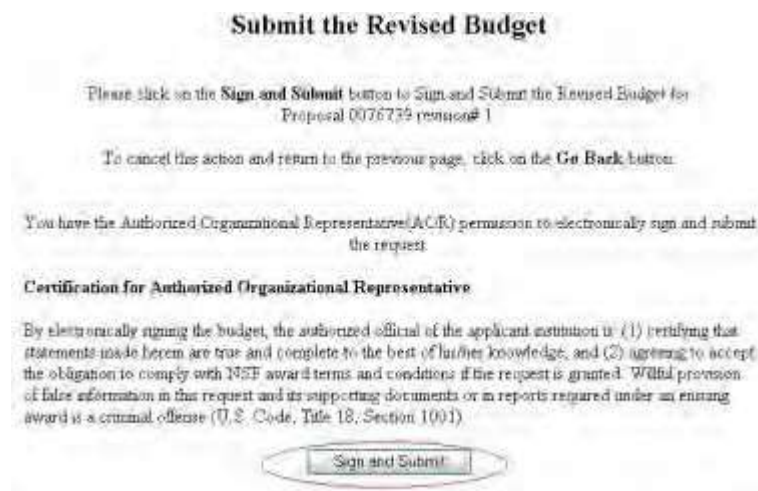 Submit the Revised Budget
Please click on the Sign and Submit button to Sign and Submit the Revised Budget for
Proposal 0076739 revision# 1
To cancel this action and return to the previous page, click on the Go Back button.
You have the Authorized Organizational Representative(AOR) permission to electronically sign and submit
the request
Certification for Authorized Organizational Representative
By electronically signing the budget, the authorized official of the applicant institution is: (1) certifying that
statements made herein are true and complete to the best of his/her knowledge, and (2) agreeing to accept
the obligation to comply with NSF award terms and conditions if the request is granted. Willful provision
of false information in this request and its supporting documents or in reports required under an ensuing
award is a criminal offense (U.S. Code, Title 18, Section 1001).
Sign and Submit